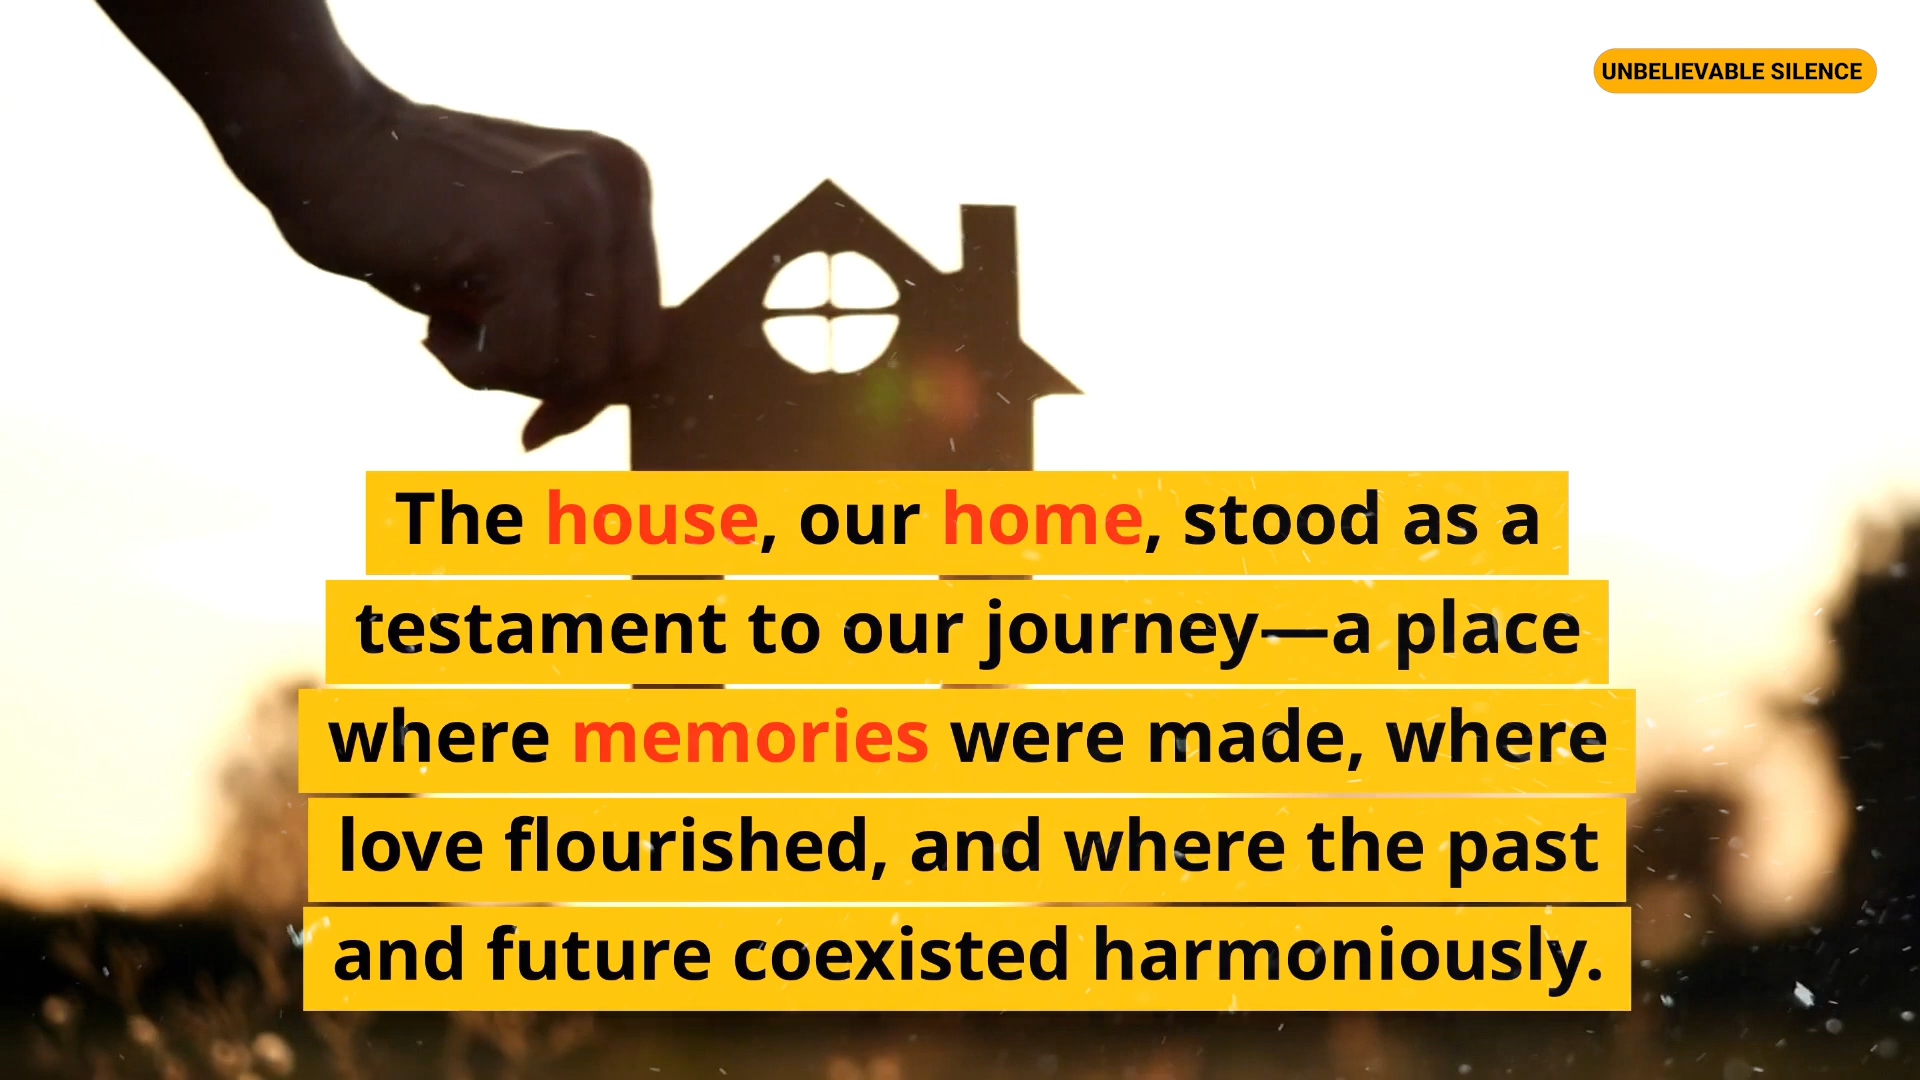 UNBELIEVABLE SILENCE
The house, our home, stood as a
testament to our journey—a place
where memories were made, where
love flourished, and where the past
and future coexisted harmoniously.